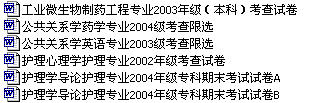 工业微生物制药工程专业2003年级（本科）考查试卷
公共关系学药学专业2004级考查限选
公共关系学英语专业2003级考查限选
护理心理学护理专业2002年级考查试卷
护理学导论护理专业2004年级专科期末考试试卷A
护理学导论护理专业2004年级专科期末考试试卷B